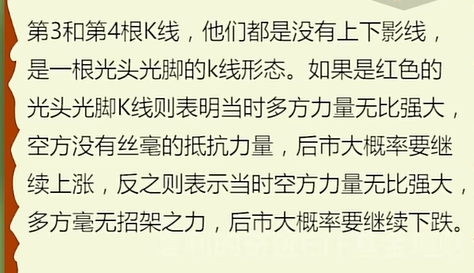 第3和第4根K线，他们都是没有上下影线，
是一根光头光脚的k线形态。如果是红色的
光头光脚K线则表明当时多方力量无比强大，
空方没有丝毫的抵抗力量，后市大概率要继
续上涨，反之则表示当时空方力量无比强大，
多方毫无招架之力，后市大概率要继续下跌。